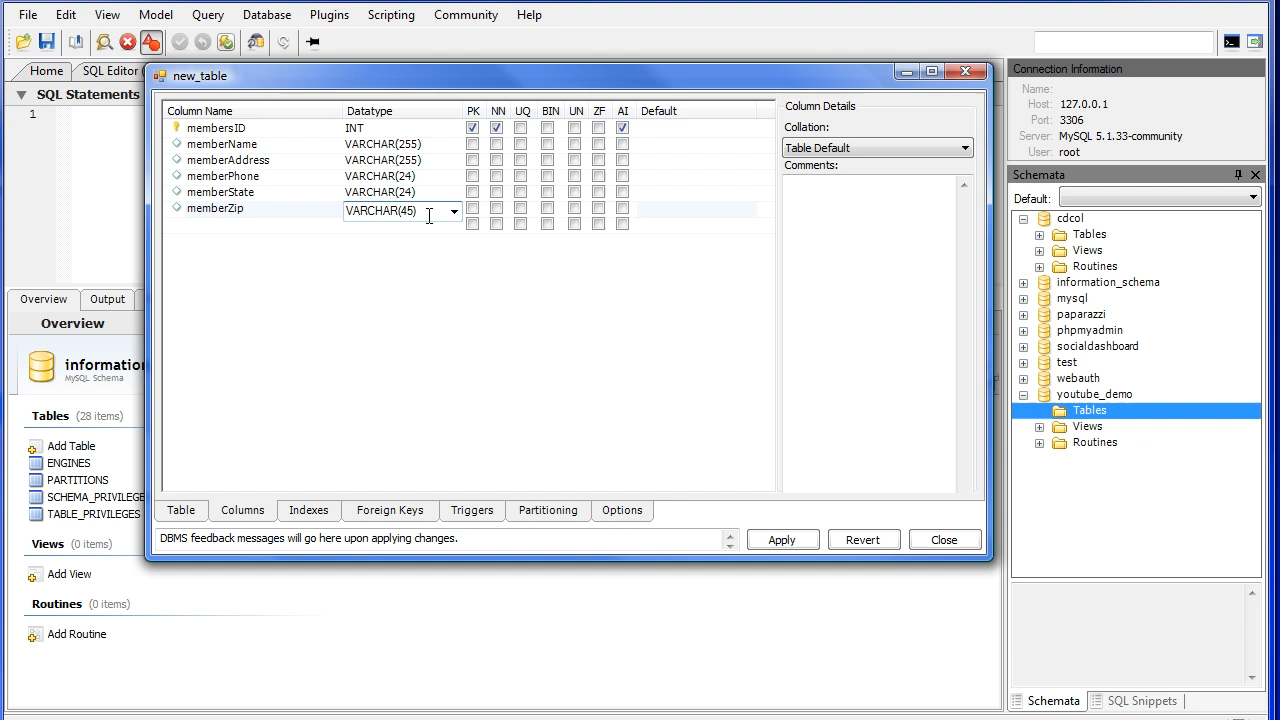 File Edit View Model Query Database Plugins Scripting Community Help
Home SQL Editor (
SQL Statements
1
new_table
Column Name Datatype PK NN UQ BIN UN ZF AI Default
membersID INT
memberName VARCHAR(255)
memberAddress VARCHAR(255)
memberPhone VARCHAR(24)
memberState VARCHAR(24)
memberZip VARCHAR(45)
Column Details
Collation:
Table Default
Comments:
Table Columns Indexes Foreign Keys Triggers Partitioning Options
DBMS feedback messages will go here upon applying changes.
Apply Revert Close
Overview Output
Overview
information
MySQL Schema
Tables (28 items)
Add Table
ENGINES
PARTITIONS
SCHEMA_PRIVILEGE
TABLE_PRIVILEGES
Views (0 items)
Add View
Routines (0 items)
Add Routine
Connection Information
Name:
Host: 127.0.0.1
Port: 3306
Server: MySQL 5.1.33-community
User: root
Schemata
Default:
cdcol
Tables
Views
Routines
information_schema
mysql
paparazzi
phpmyadmin
socialdashboard
test
webauth
youtube_demo
Tables
Views
Routines
Schemata SQL Snippets